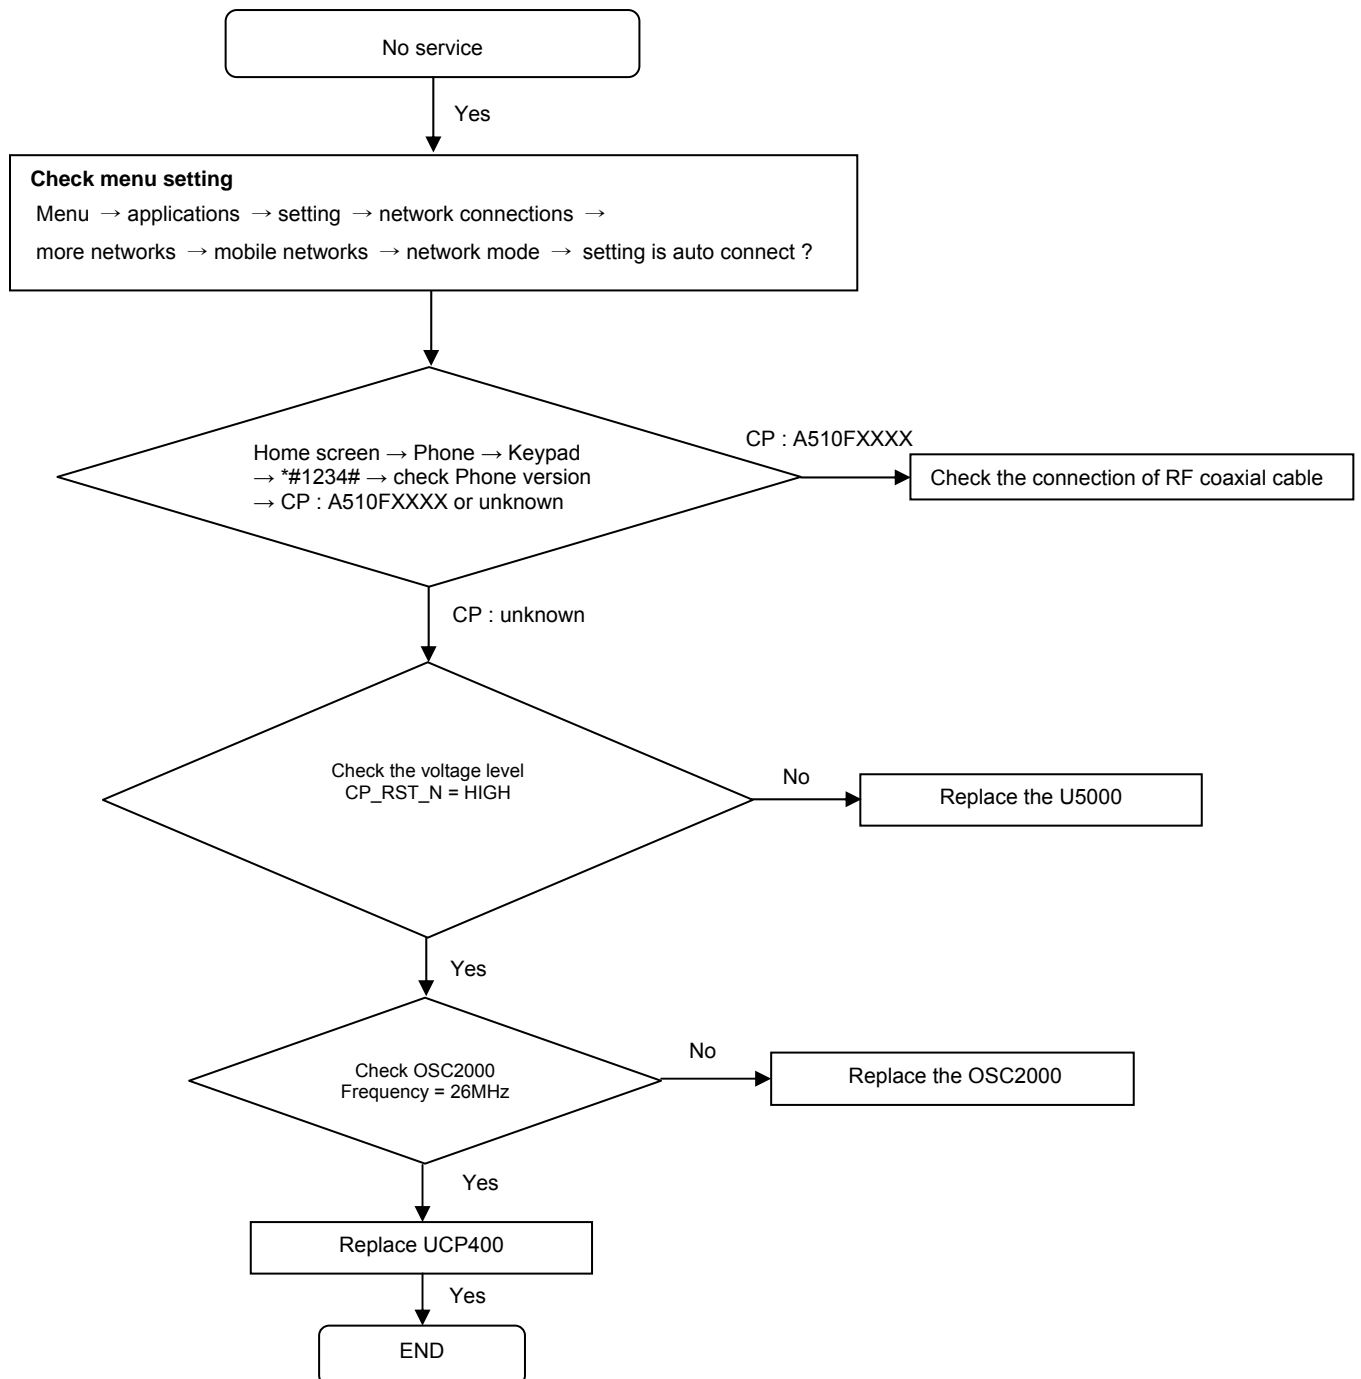 No service
Yes
Check menu setting
Menu → applications → setting → network connections →
more networks → mobile networks → network mode → setting is auto connect ?
Home screen → Phone → Keypad
→ *#1234# → check Phone version
→ CP : A510FXXXX or unknown
CP : A510FXXXX
Check the connection of RF coaxial cable
CP : unknown
Check the voltage level
CP_RST_N = HIGH
No
Replace the U5000
Yes
Check OSC2000
Frequency = 26MHz
No
Replace the OSC2000
Yes
Replace UCP400
Yes
END